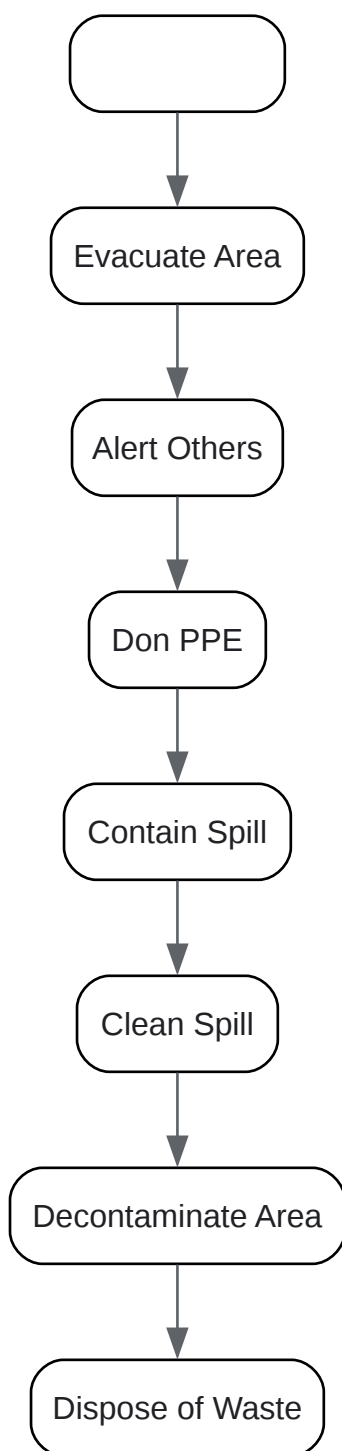 Evacuate Area
Alert Others
Don PPE
Contain Spill
Clean Spill
Decontaminate Area
Dispose of Waste